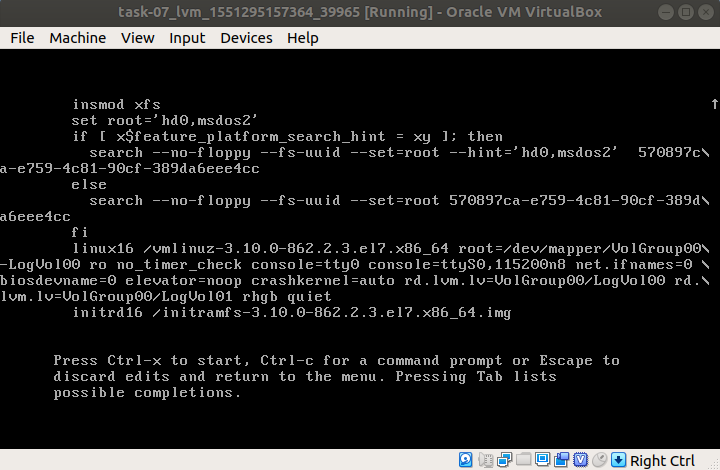 task-07_lvm_1551295157364_39965 [Running] - Oracle VM VirtualBox
File Machine View Input Devices Help
insmod xfs ↑
set root='hd0,msdos2'
if [ x$feature_platform_search_hint = xy ]; then
search --no-floppy --fs-uuid --set=root --hint='hd0,msdos2'  570897c\
a-e759-4c81-90cf-389da6eee4cc
else
search --no-floppy --fs-uuid --set=root 570897ca-e759-4c81-90cf-389d\
a6eee4cc
fi
linux16 /vmlinuz-3.10.0-862.2.3.el7.x86_64 root=/dev/mapper/VolGroup00\
-LogVol00 ro no_timer_check console=tty0 console=ttyS0,115200n8 net.ifnames=0 \
biosdevname=0 elevator=noop crashkernel=auto rd.lvm.lv=VolGroup00/LogVol00 rd.\
lvm.lv=VolGroup00/LogVol01 rhgb quiet
initrd16 /initramfs-3.10.0-862.2.3.el7.x86_64.img
Press Ctrl-x to start, Ctrl-c for a command prompt or Escape to
discard edits and return to the menu. Pressing Tab lists
possible completions.
Right Ctrl